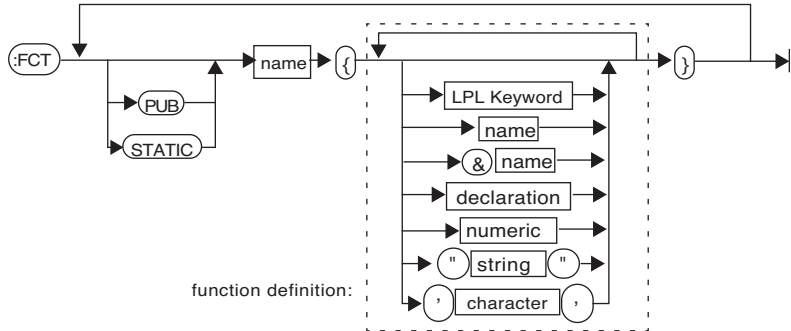 :FCT name { }
PUB
STATIC
LPL Keyword
name
& name
declaration
numeric
" string "
function definition:
' character '